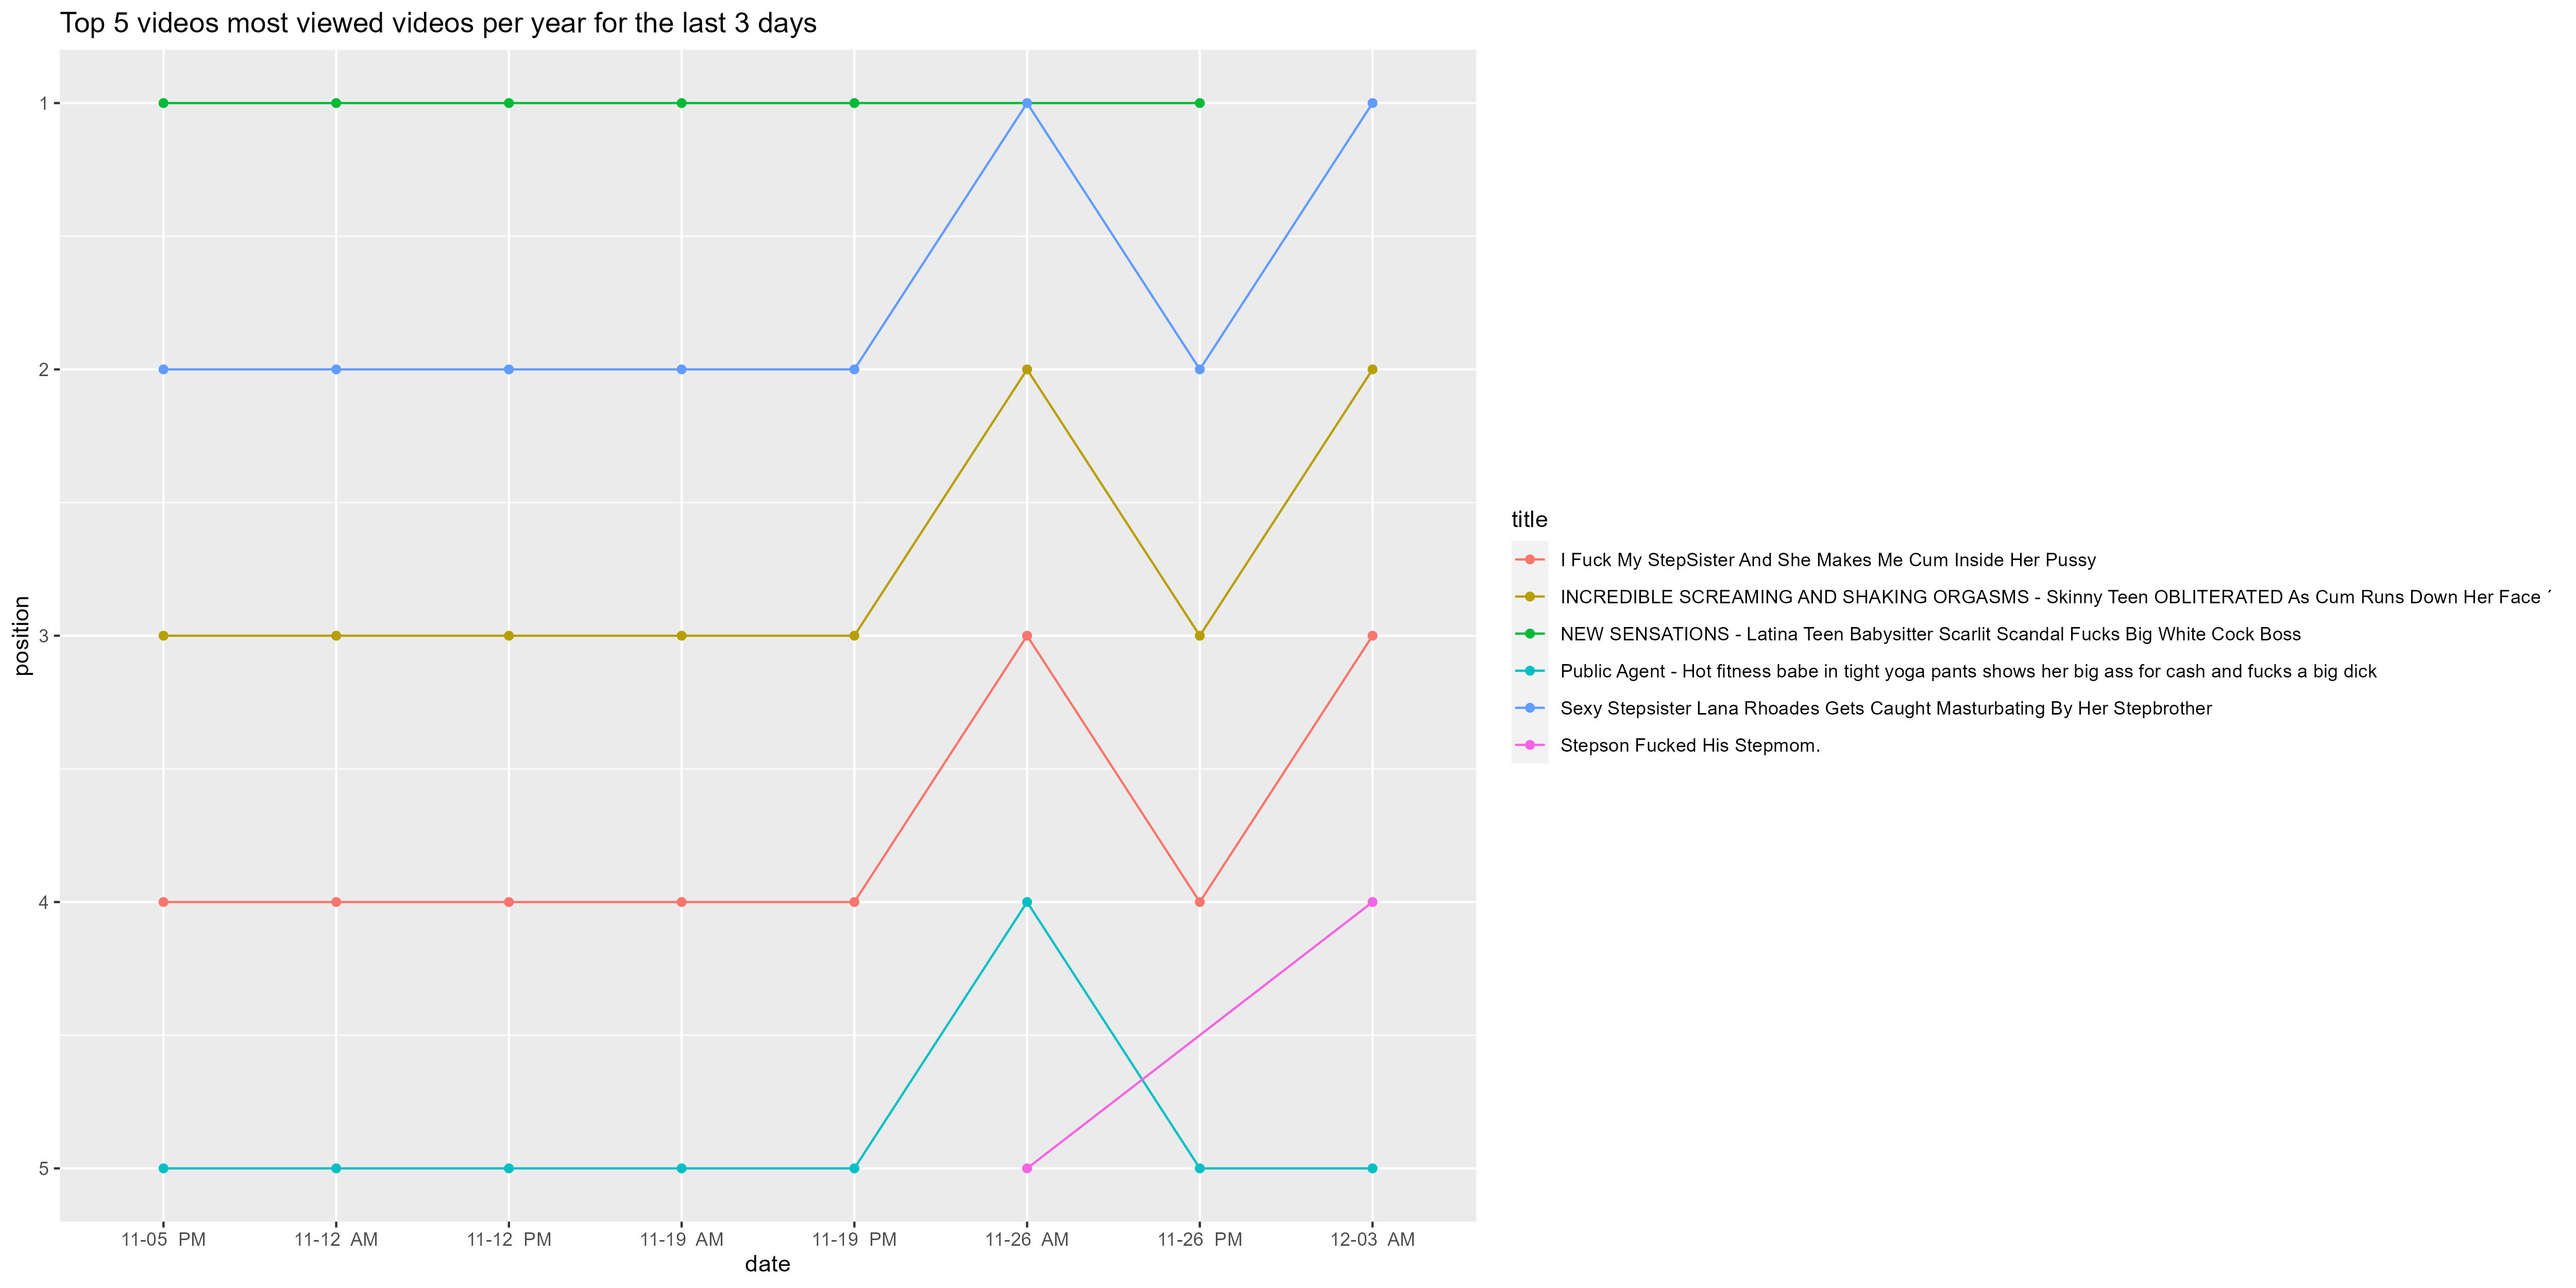 Top 5 videos most viewed videos per year for the last 3 days
position
1
2
3
4
5
11-05 PM
11-12 AM
11-12 PM
11-19 AM
11-19 PM
11-26 AM
11-26 PM
12-03 AM
date
title
I Fuck My StepSister And She Makes Me Cum Inside Her Pussy
INCREDIBLE SCREAMING AND SHAKING ORGASMS - Skinny Teen OBLITERATED As Cum Runs Down Her Face
NEW SENSATIONS - Latina Teen Babysitter Scarlit Scandal Fucks Big White Cock Boss
Public Agent - Hot fitness babe in tight yoga pants shows her big ass for cash and fucks a big dick
Sexy Stepsister Lana Rhoades Gets Caught Masturbating By Her Stepbrother
Stepson Fucked His Stepmom.